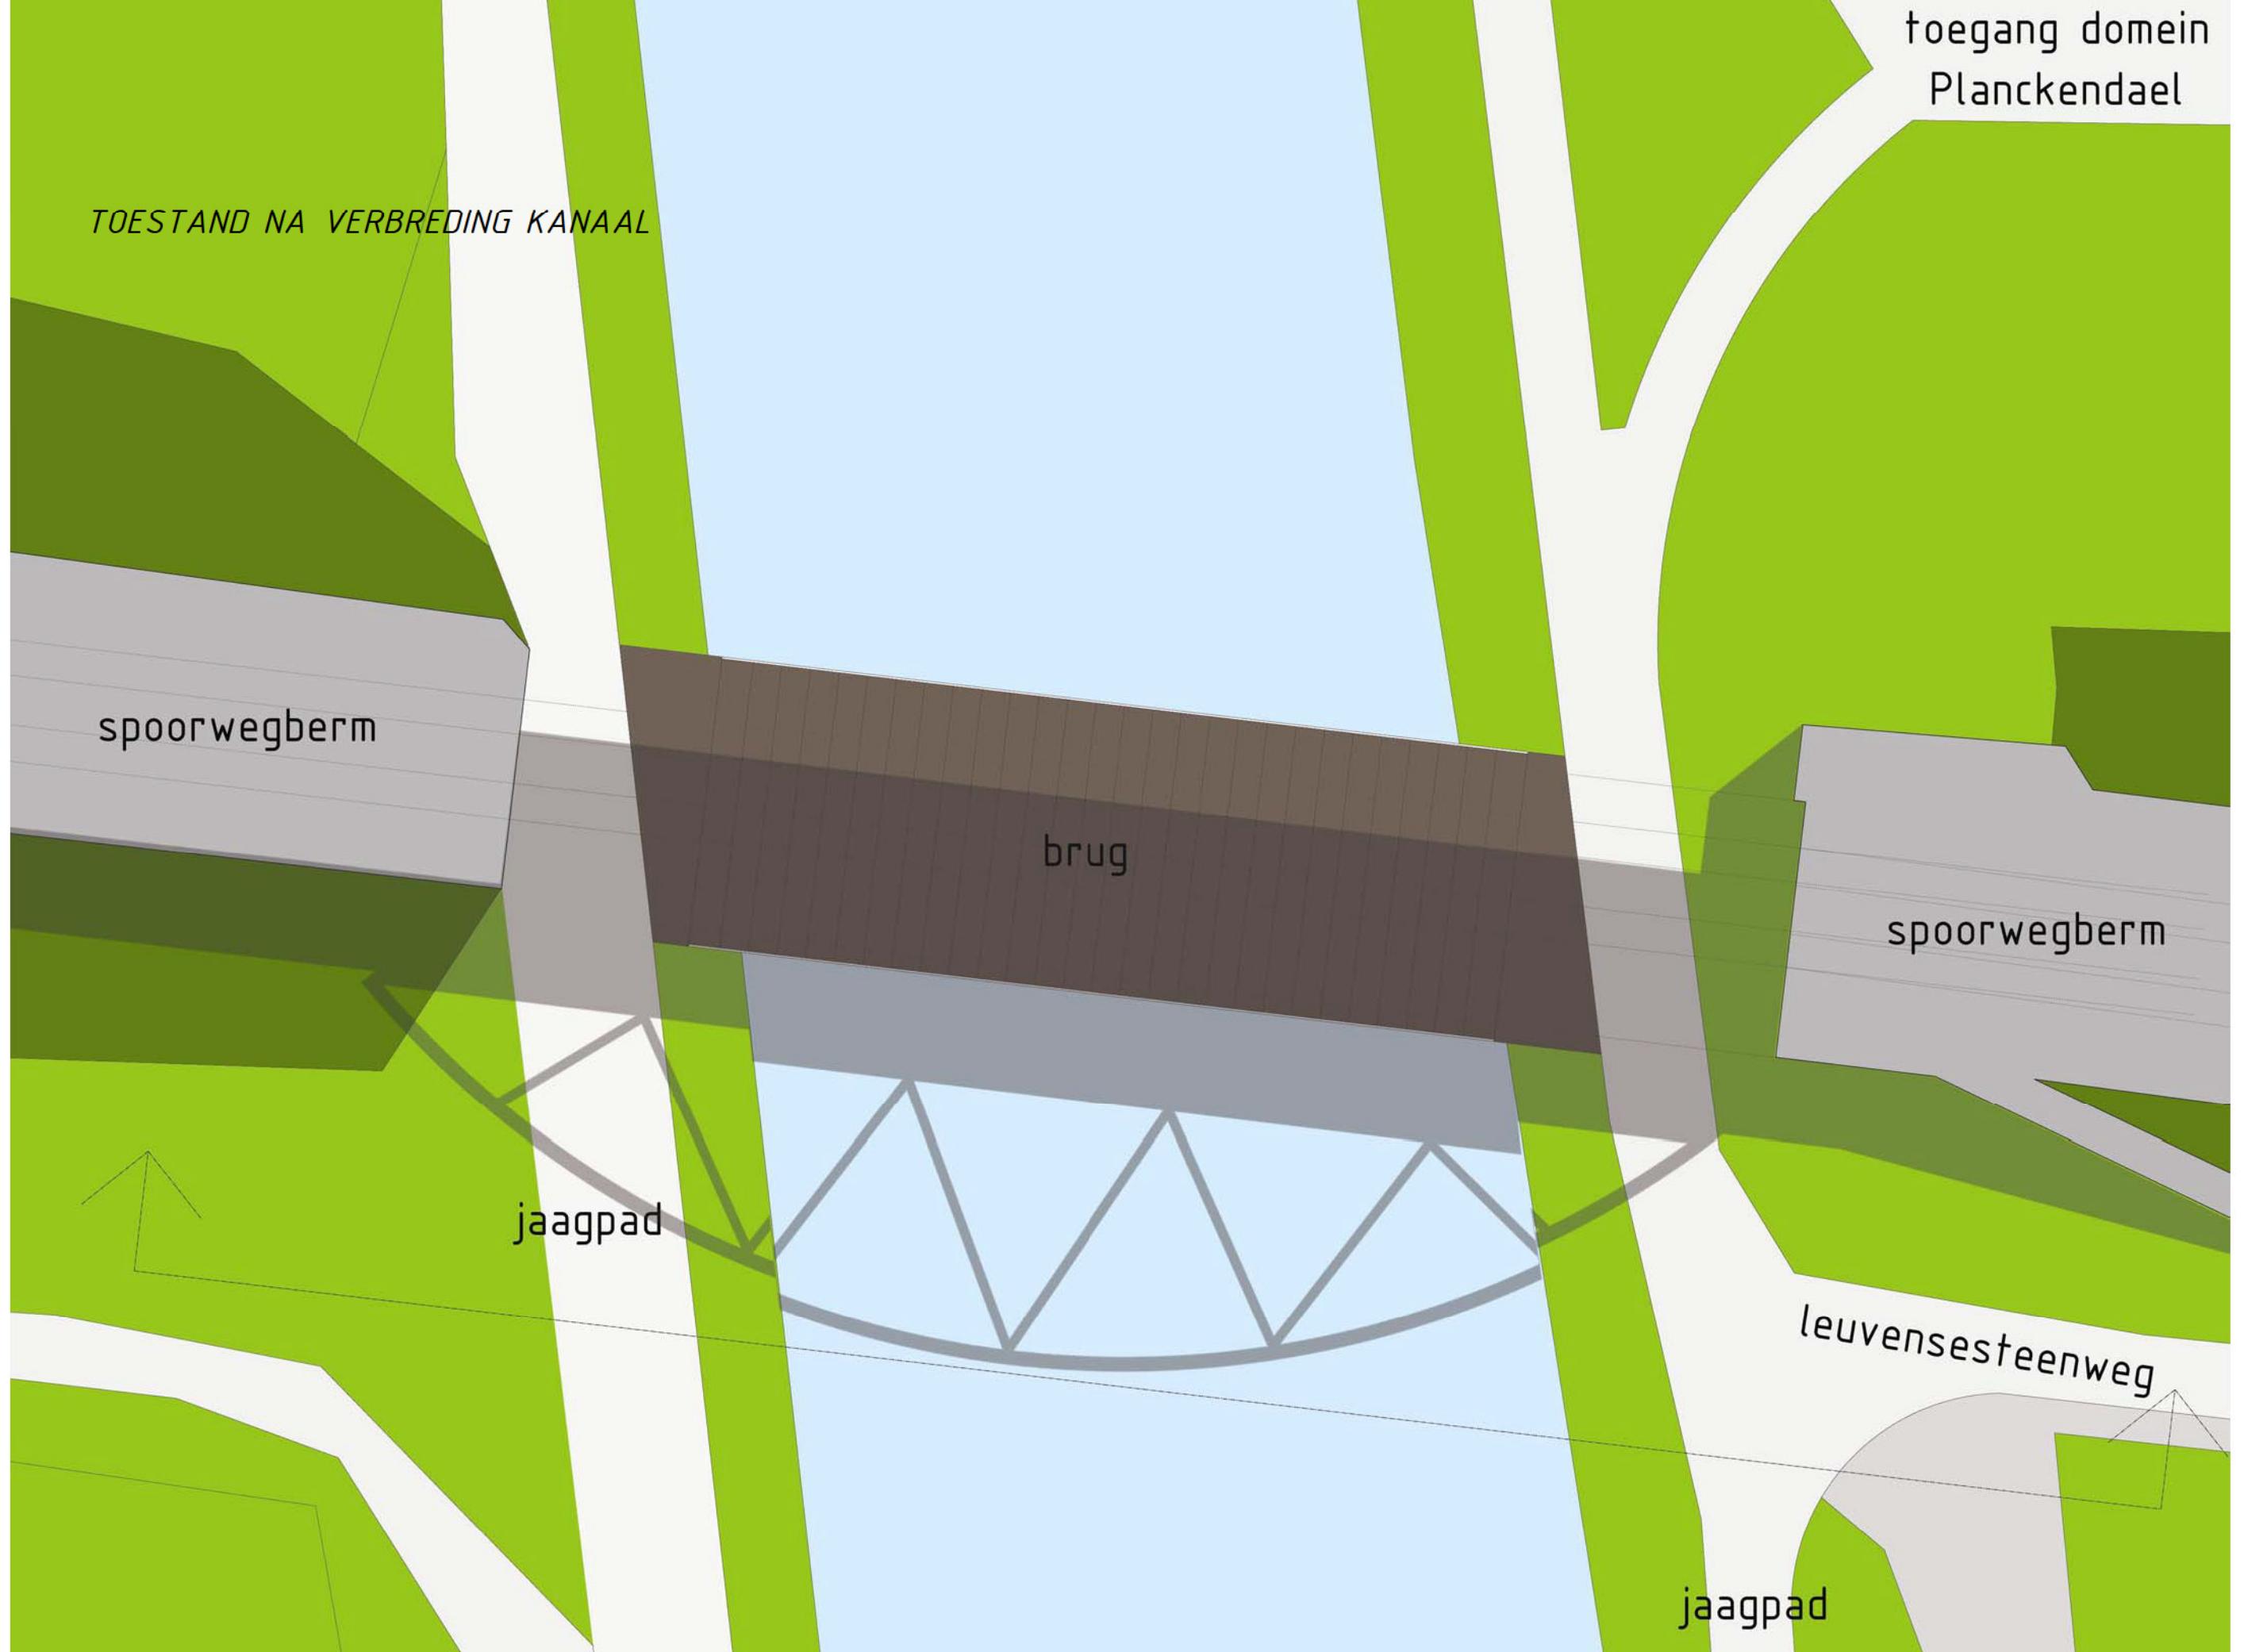 toegang domein
Planckendael
TOESTAND NA VERBREDING KANAAL
spoorwegberm
brug
spoorwegberm
jaagpad
leuvensesteenweg
jaagpad